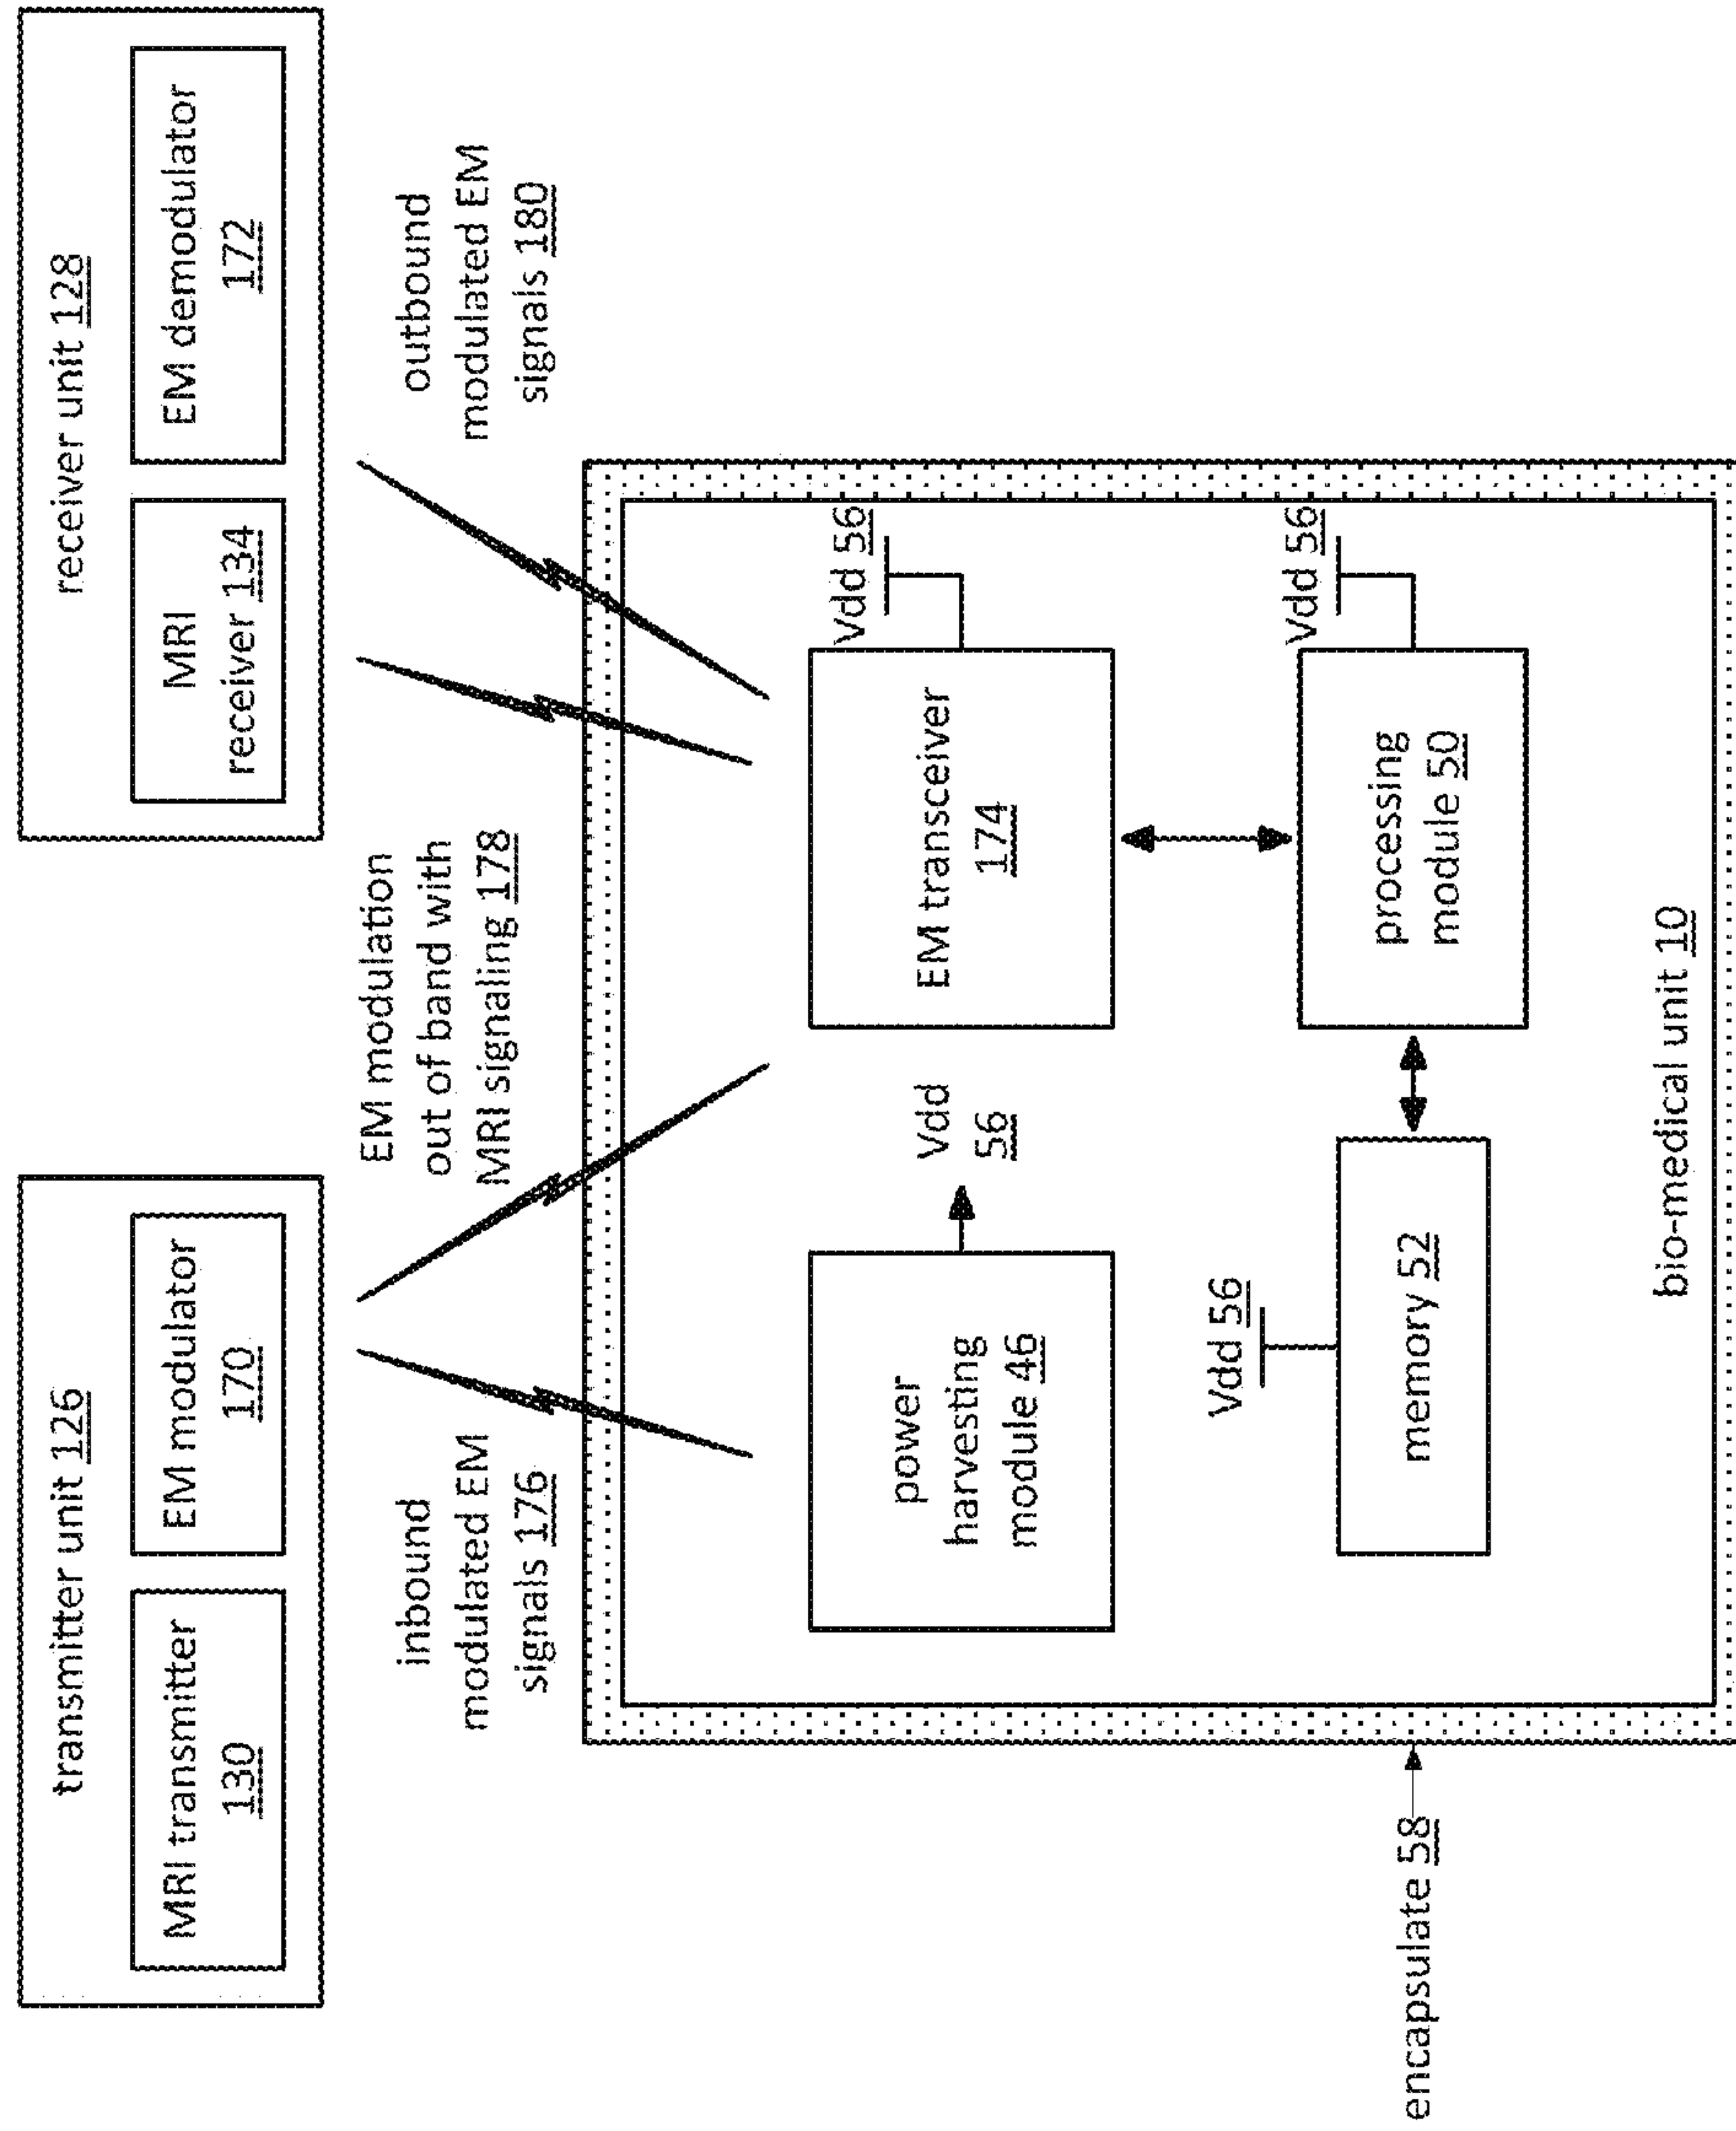 transmitter unit 126
MRI transmitter
130
EM modulator
170
receiver unit 128
MRI
receiver 134
EM demodulator
172
inbound
modulated EM
signals 176
EM modulation
out of band with
MRI signaling 178
outbound
modulated EM
signals 180
power
harvesting
module 46
Vdd
56
EM transceiver
174
Vdd 56
Vdd 56
memory 52
processing
module 50
Vdd 56
bio-medical unit 10
encapsulate 58